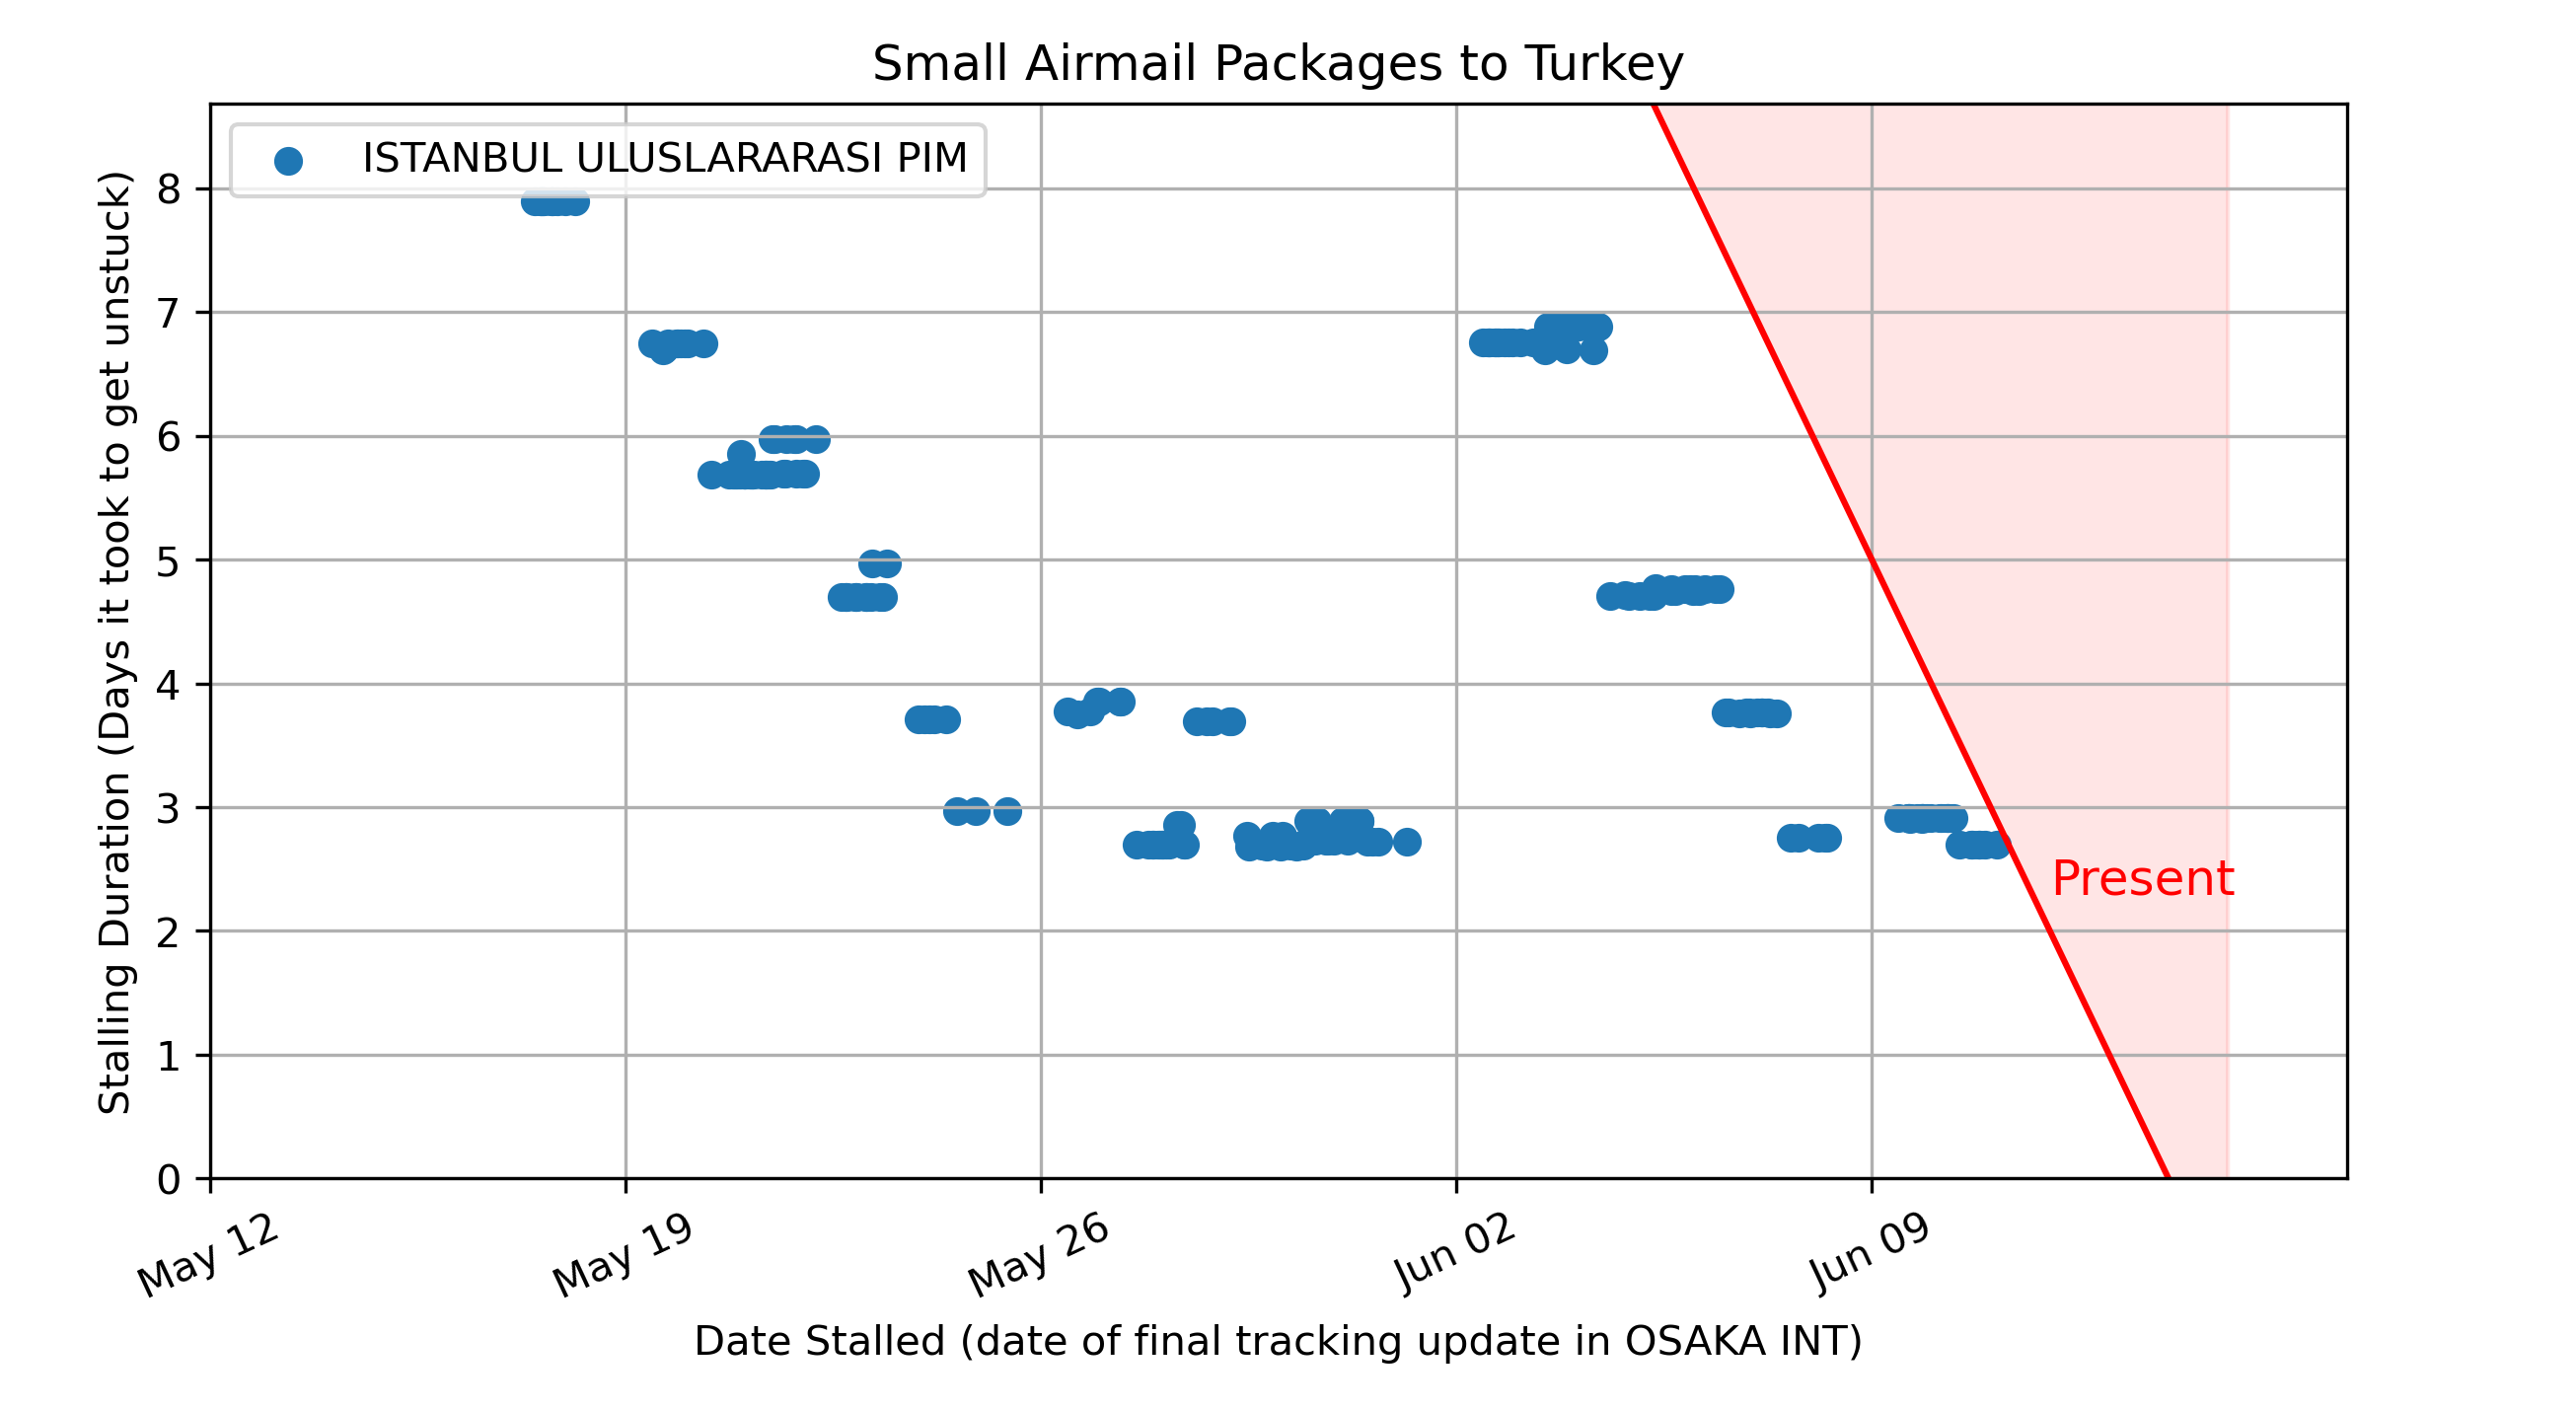 Small Airmail Packages to Turkey
ISTANBUL ULUSLARARASI PIM
Stalling Duration (Days it took to get unstuck)
8
7
6
5
4
3
2
1
0
Present
May 12
May 19
May 26
Jun 02
Jun 09
Date Stalled (date of final tracking update in OSAKA INT)